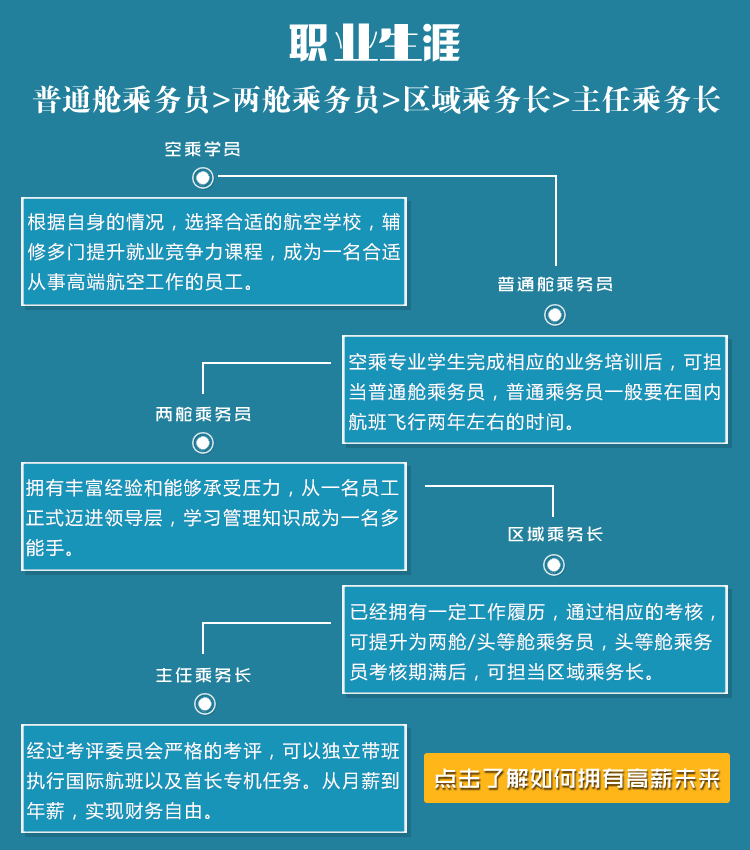 职业生涯
普通舱乘务员>两舱乘务员>区域乘务长>主任乘务长
空乘学员
根据自身的情况，选择合适的航空学校，辅
修多门提升就业竞争力课程，成为一名合适
从事高端航空工作的员工。
普通舱乘务员
空乘专业学生完成相应的业务培训后，可担
当普通舱乘务员，普通乘务员一般要在国内
航班飞行两年左右的时间。
两舱乘务员
拥有丰富经验和能够承受压力，从一名员工
正式迈进领导层，学习管理知识成为一名多
能手。
区域乘务长
已经拥有一定工作履历，通过相应的考核，
可提升为两舱/头等舱乘务员，头等舱乘务
员考核期满后，可担当区域乘务长。
主任乘务长
经过考评委员会严格的考评，可以独立带班
执行国际航班以及首长专机任务。从月薪到
年薪，实现财务自由。
点击了解如何拥有高薪未来